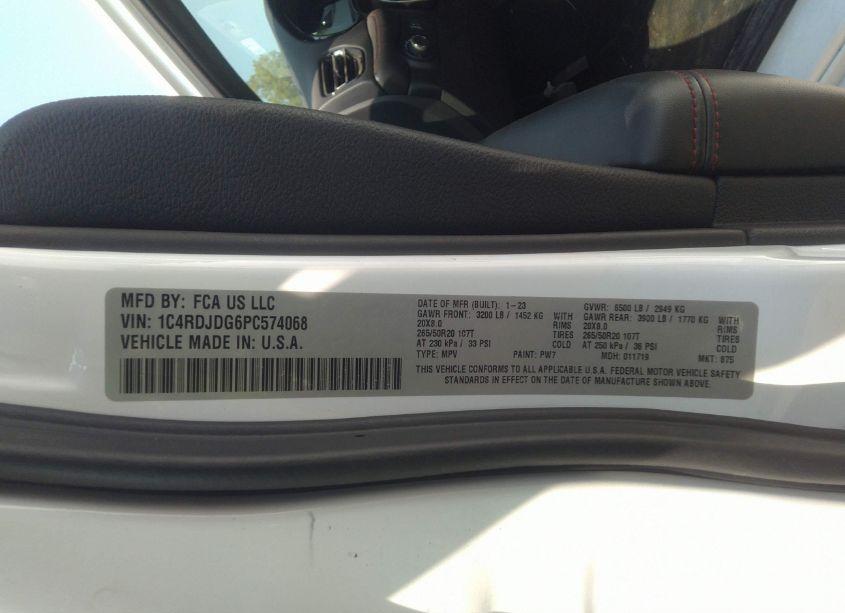 MFD BY: FCA US LLC
VIN: 1C4RDJDG6PC574068
VEHICLE MADE IN: U.S.A.
DATE OF MFR (BUILT): 1-23 GVWR: 6500 LB / 2949 KG
GAWR FRONT: 3200 LB / 1452 KG WITH GAWR REAR: 3900 LB / 1770 KG WITH
20X8.0 RIMS 20X8.0 RIMS
265/50R20 107T TIRES 265/50R20 107T TIRES
AT 230 kPa / 33 PSI COLD AT 250 kPa / 36 PSI COLD
TYPE: MPV PAINT: PW7 MDH: 011719 MKT: 875
THIS VEHICLE CONFORMS TO ALL APPLICABLE U.S.A. FEDERAL MOTOR VEHICLE SAFETY
STANDARDS IN EFFECT ON THE DATE OF MANUFACTURE SHOWN ABOVE.